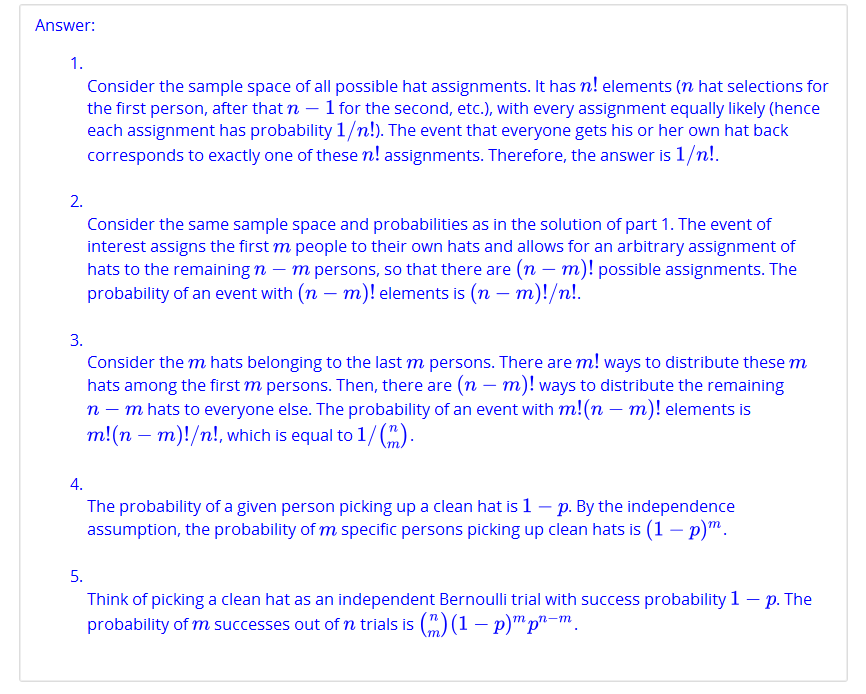 Answer:
1.
Consider the sample space of all possible hat assignments. It has n! elements (n hat selections for
the first person, after that n − 1 for the second, etc.), with every assignment equally likely (hence
each assignment has probability 1/n!). The event that everyone gets his or her own hat back
corresponds to exactly one of these n! assignments. Therefore, the answer is 1/n!.
2.
Consider the same sample space and probabilities as in the solution of part 1. The event of
interest assigns the first m people to their own hats and allows for an arbitrary assignment of
hats to the remaining n − m persons, so that there are (n − m)! possible assignments. The
probability of an event with (n − m)! elements is (n − m)!/n!.
3.
Consider the m hats belonging to the last m persons. There are m! ways to distribute these m
hats among the first m persons. Then, there are (n − m)! ways to distribute the remaining
n − m hats to everyone else. The probability of an event with m!(n − m)! elements is
m!(n − m)!/n!, which is equal to 1/(n m).
4.
The probability of a given person picking up a clean hat is 1 − p. By the independence
assumption, the probability of m specific persons picking up clean hats is (1 − p)^m.
5.
Think of picking a clean hat as an independent Bernoulli trial with success probability 1 − p. The
probability of m successes out of n trials is (n m)(1 − p)^m p^{n−m}.